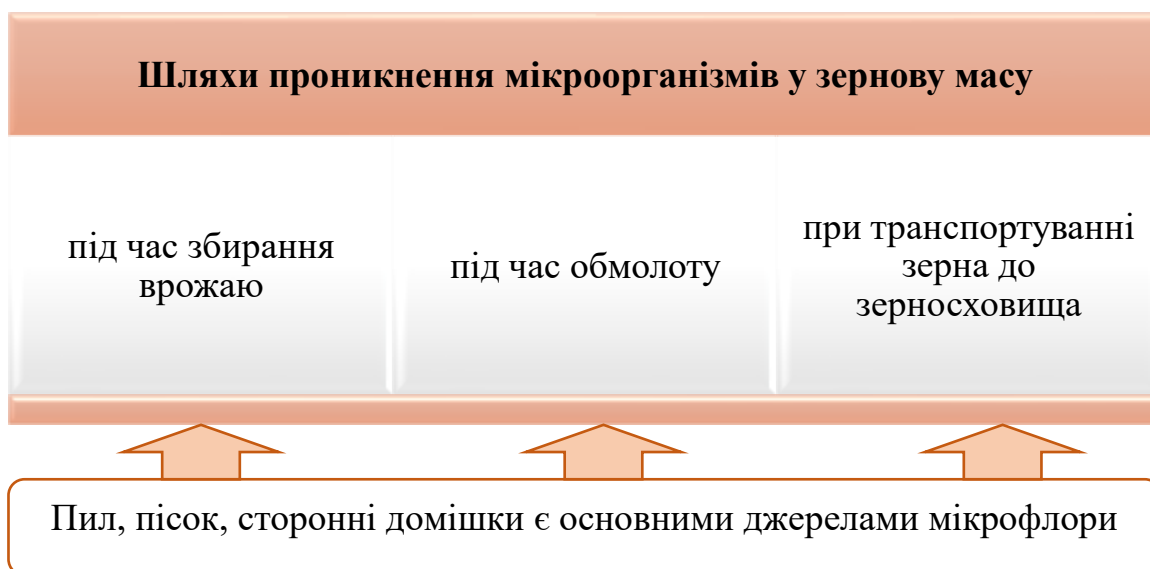 Шляхи проникнення мікроорганізмів у зернову масу
під час збирання
врожаю
під час обмолоту
при транспортуванні
зерна до
зерносховища
Пил, пісок, сторонні домішки є основними джерелами мікрофлори